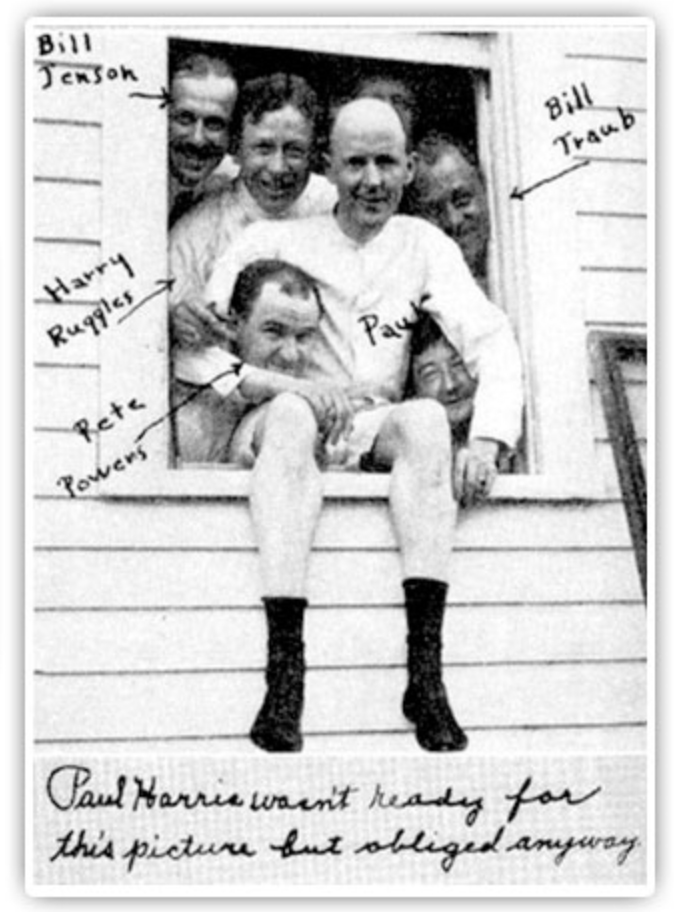 Bill
Jenson
Bill
Traub
Harry
Ruggles
Paul
Pete
Powers
Paul Harris wasn't ready for
this picture but obliged anyway.